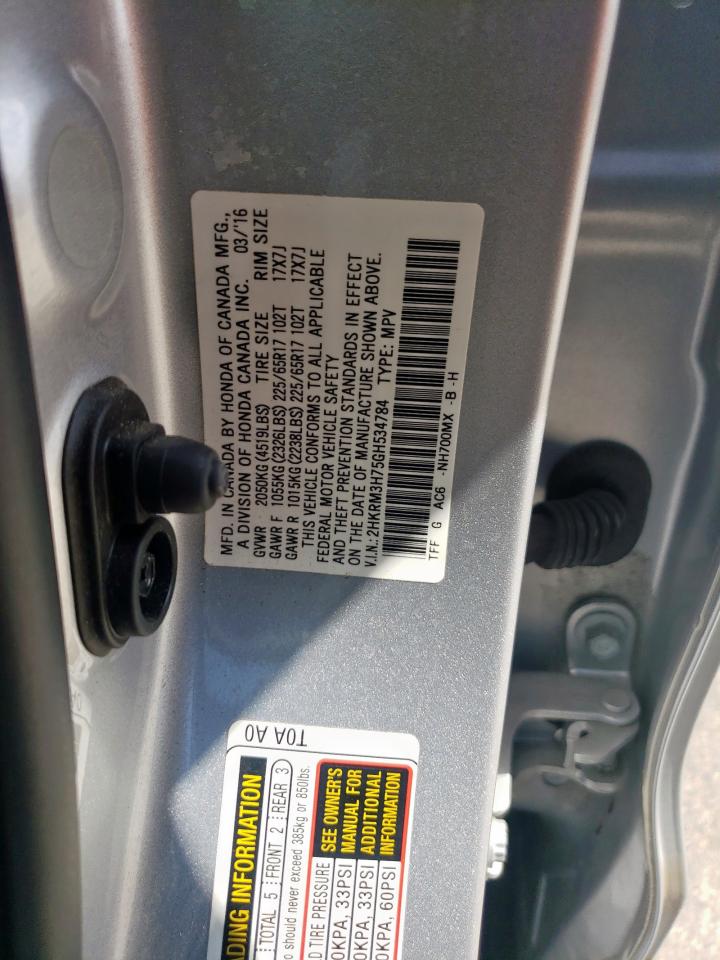 MFD. IN CANADA BY HONDA OF CANADA MFG.,
A DIVISION OF HONDA CANADA INC. 03/'16
GVWR 2050KG(4519LBS) TIRE SIZE RIM SIZE
GAWR F 1055KG(2326LBS) 225/65R17 102T 17X7J
GAWR R 1015KG(2238LBS) 225/65R17 102T 17X7J
THIS VEHICLE CONFORMS TO ALL APPLICABLE
FEDERAL MOTOR VEHICLE SAFETY
AND THEFT PREVENTION STANDARDS IN EFFECT
ON THE DATE OF MANUFACTURE SHOWN ABOVE.
V.I.N.:2HKRM3H75GH534784 TYPE: MPV
TFF G AC6 -NH700MX -B -H
T0A A0
ADING INFORMATION
TOTAL 5 FRONT 2 REAR 3
o should never exceed 385kg or 850lbs.
D TIRE PRESSURE
0KPA, 33PSI
0KPA, 33PSI
0KPA, 60PSI
SEE OWNER'S
MANUAL FOR
ADDITIONAL
INFORMATION